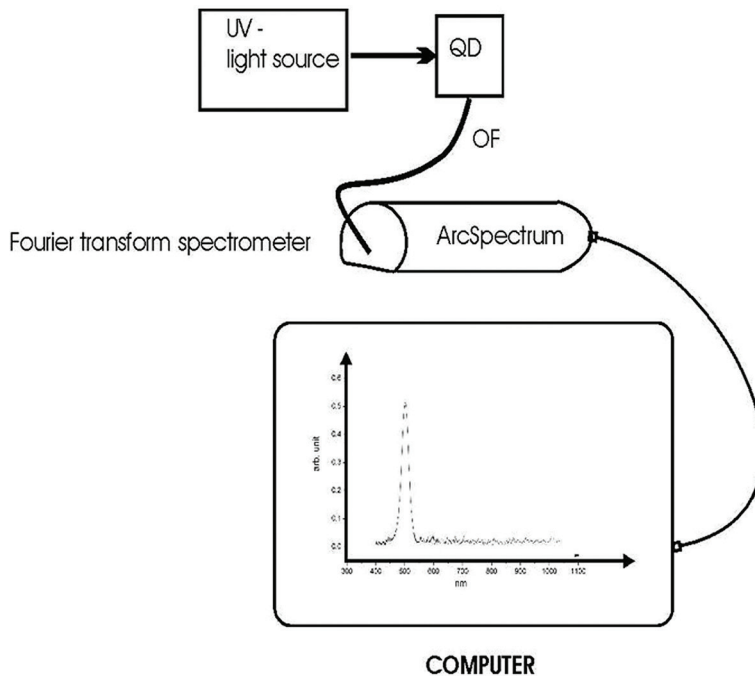 UV -
light source
QD
OF
Fourier transform spectrometer
ArcSpectrum
0.6
0.5
0.4
0.3
0.2
0.1
0.0
arb. unit
300 400 500 600 700 800 900 1000 1100
nm
COMPUTER